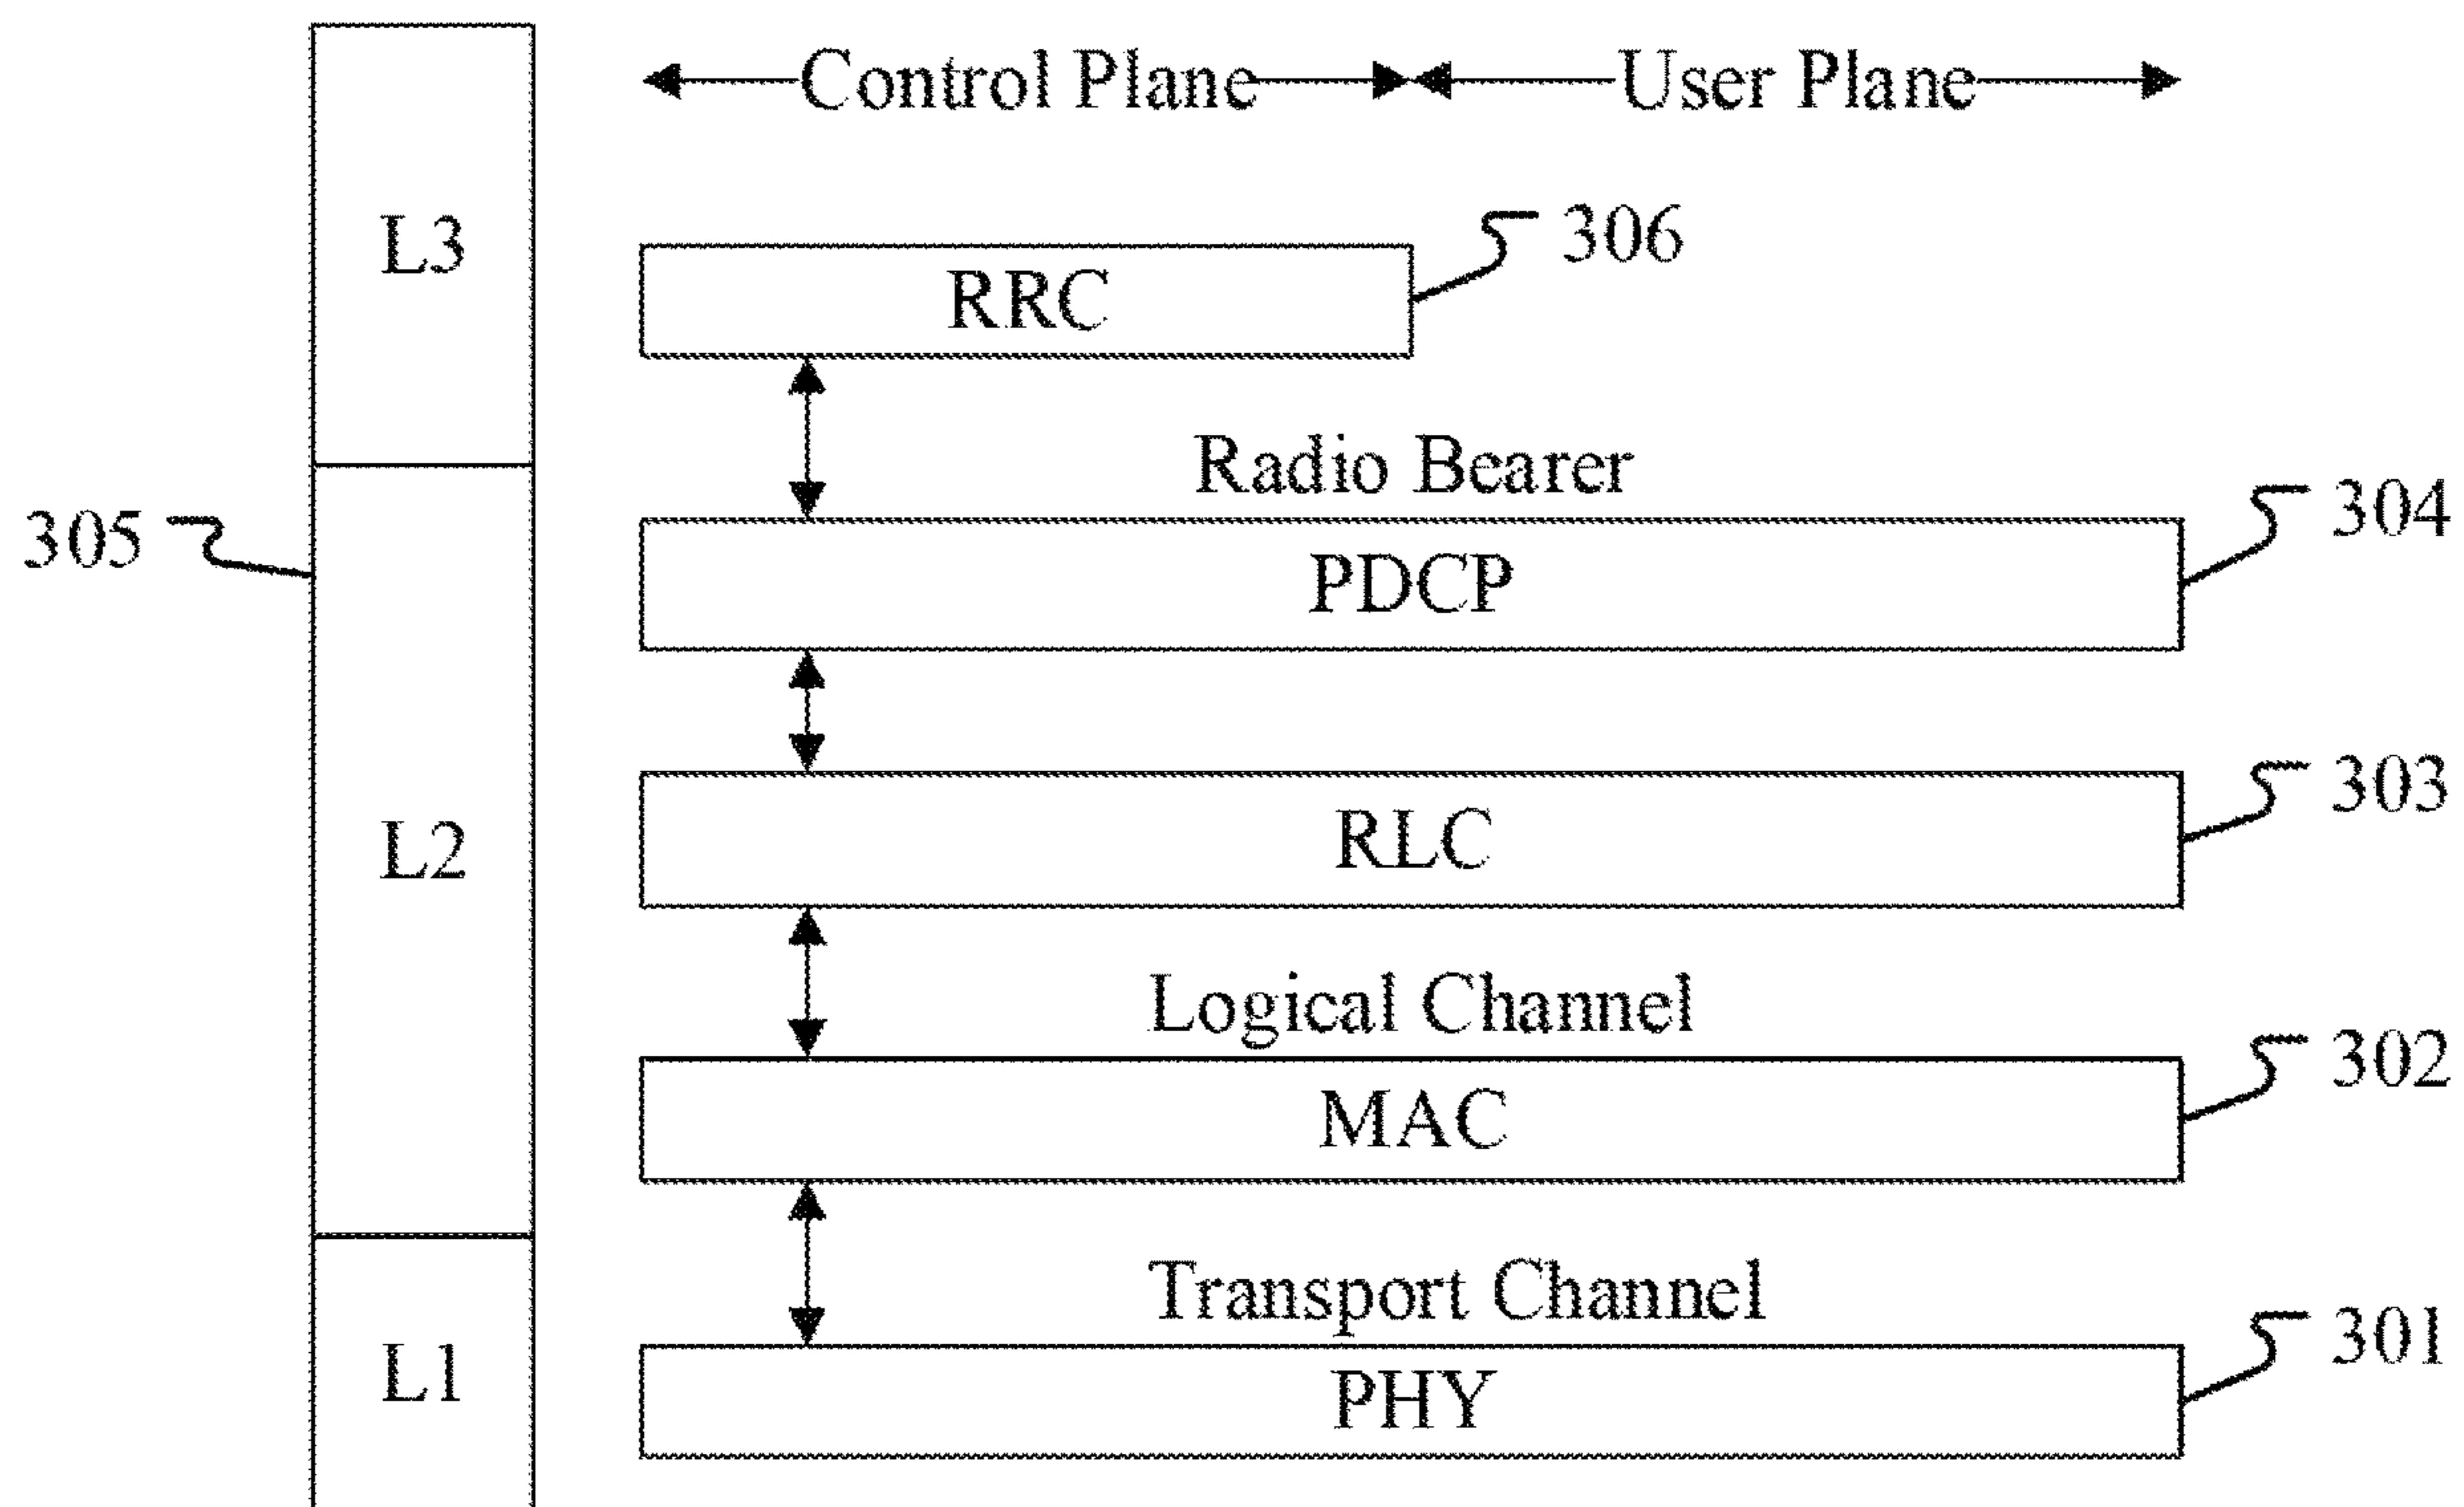 Control Plane User Plane
L3
306
RRC
Radio Bearer
304
305
PDCP
303
L2
RLC
Logical Channel
302
MAC
Transport Channel
301
L1
PHY